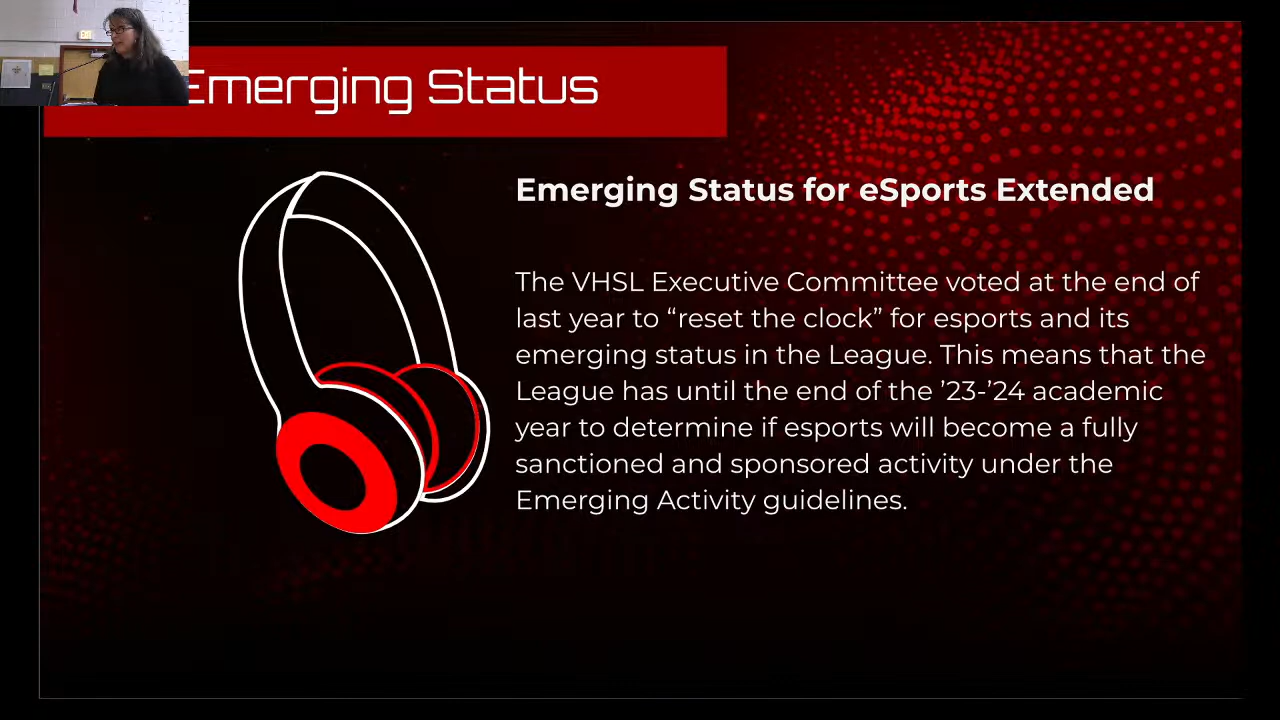 Emerging Status
Emerging Status for eSports Extended
The VHSL Executive Committee voted at the end of
last year to “reset the clock” for esports and its
emerging status in the League. This means that the
League has until the end of the ’23-’24 academic
year to determine if esports will become a fully
sanctioned and sponsored activity under the
Emerging Activity guidelines.